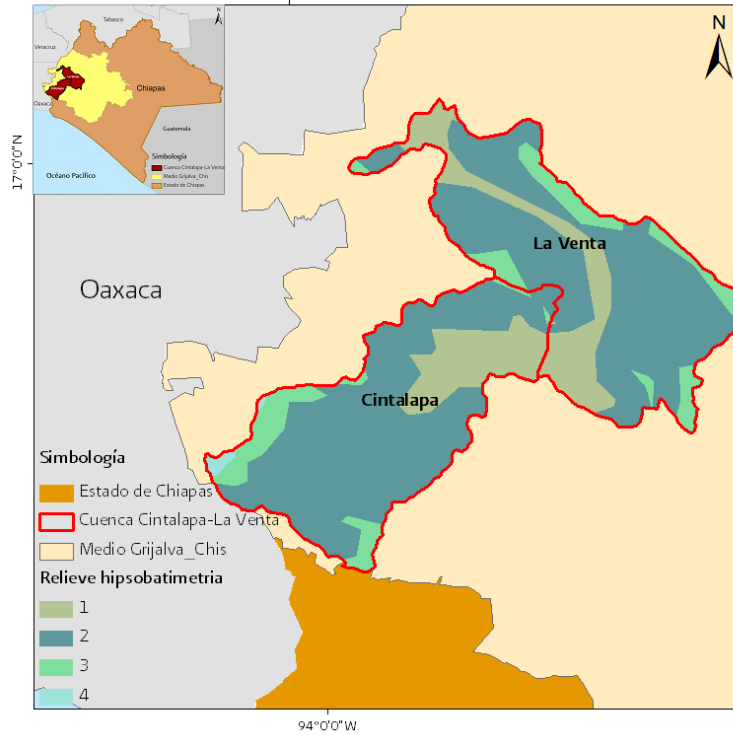 N
Tabasco
Veracruz
Oaxaca
Chiapas
Guatemala
Océano Pacífico
Simbología
Cuenca Cintalapa-La Venta
Medio Grijalva_Chis
Estado de Chiapas
N
17°0'0"N
La Venta
Oaxaca
Cintalapa
Simbología
Estado de Chiapas
Cuenca Cintalapa-La Venta
Medio Grijalva_Chis
Relieve hipsobatimetria
1
2
3
4
94°0'0"W